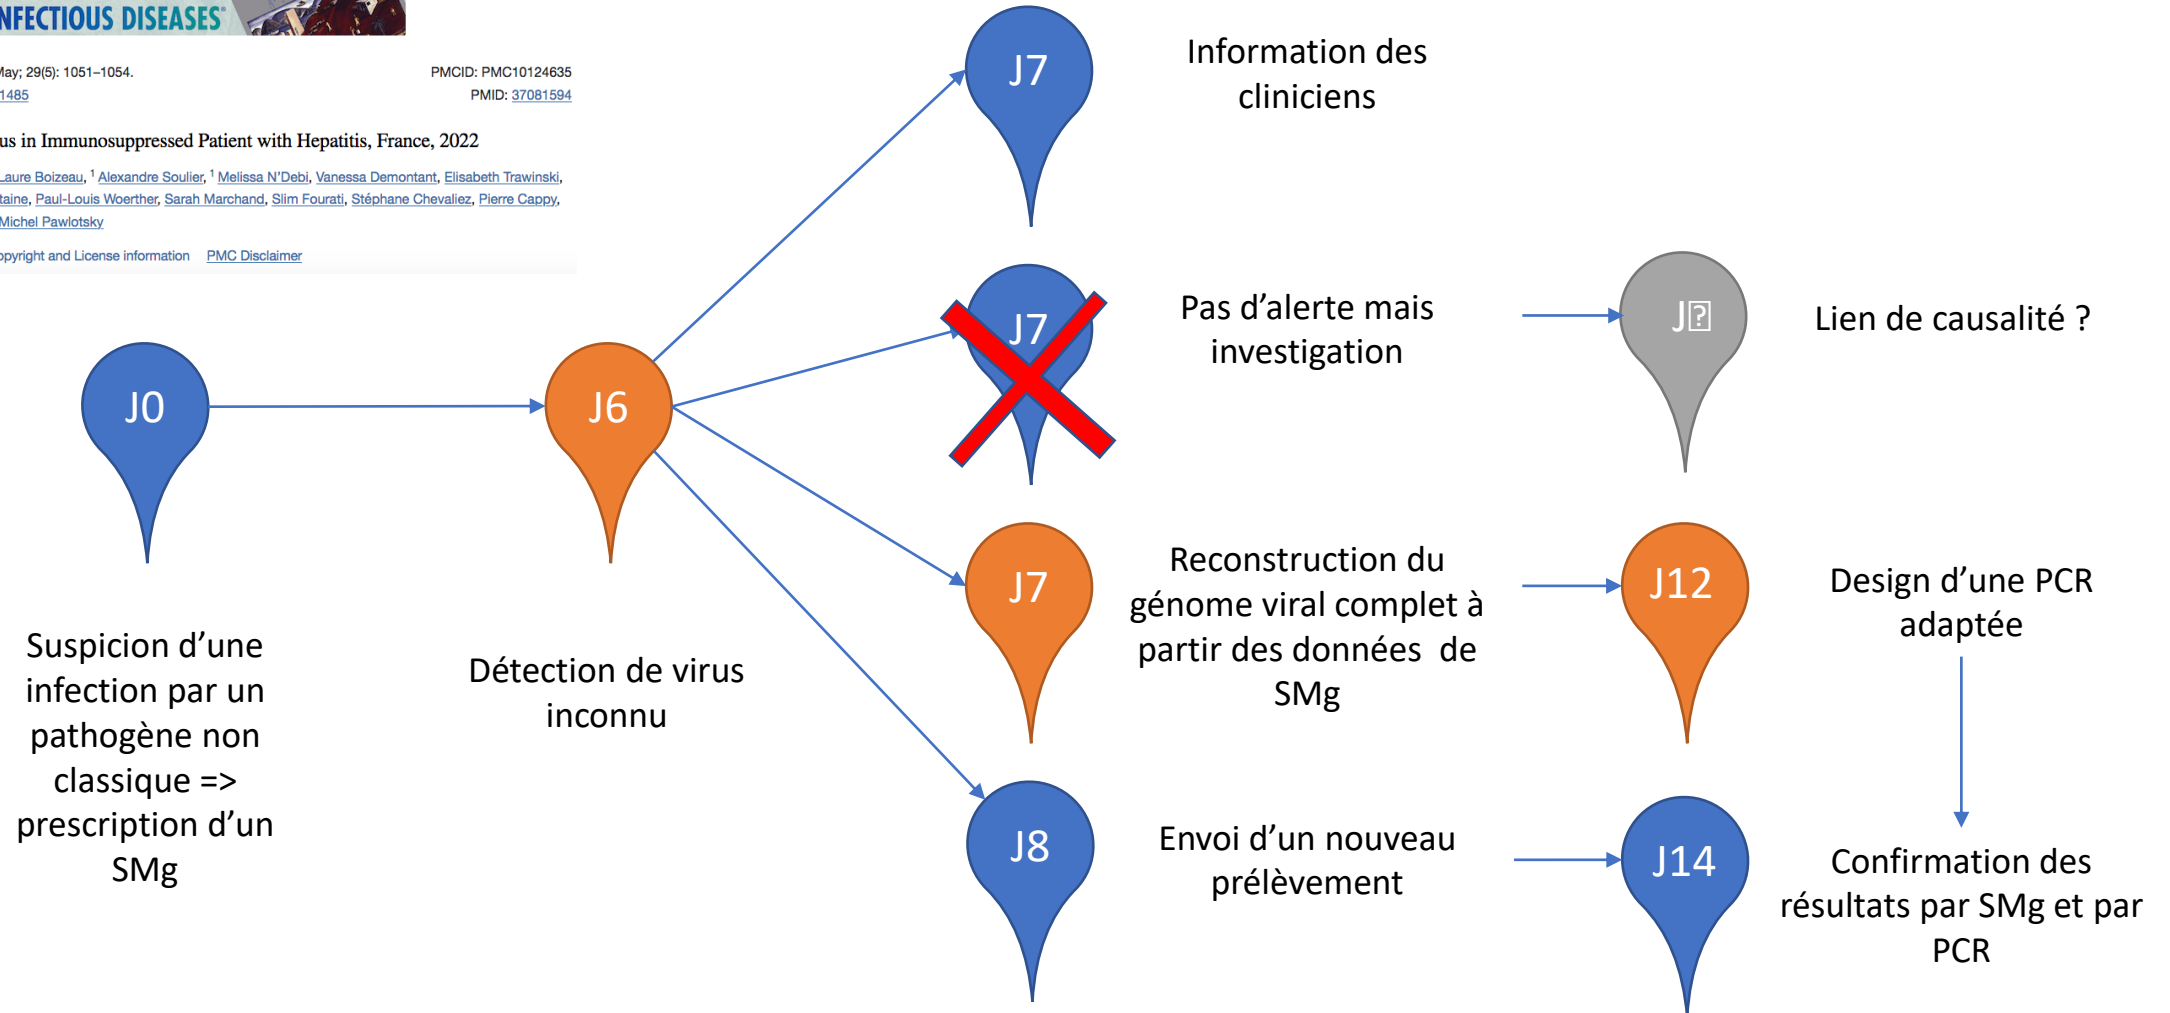 NFECTIOUS DISEASES
May; 29(5): 1051–1054.
PMCID: PMC10124635
1485
PMID: 37081594
us in Immunosuppressed Patient with Hepatitis, France, 2022
Laure Boizeau, 1 Alexandre Soulier, 1 Melissa N'Debi, Vanessa Demontant, Elisabeth Trawinski,
taine, Paul-Louis Woerther, Sarah Marchand, Slim Fourati, Stéphane Chevaliez, Pierre Cappy,
Michel Pawlotsky
opyright and License information PMC Disclaimer
J0
Suspicion d’une
infection par un
pathogène non
classique =>
prescription d’un
SMg
J6
Détection de virus
inconnu
J7
Information des
cliniciens
J7
Pas d’alerte mais
investigation
J?
Lien de causalité ?
J7
Reconstruction du
génome viral complet à
partir des données de
SMg
J12
Design d’une PCR
adaptée
J8
Envoi d’un nouveau
prélèvement
J14
Confirmation des
résultats par SMg et par
PCR